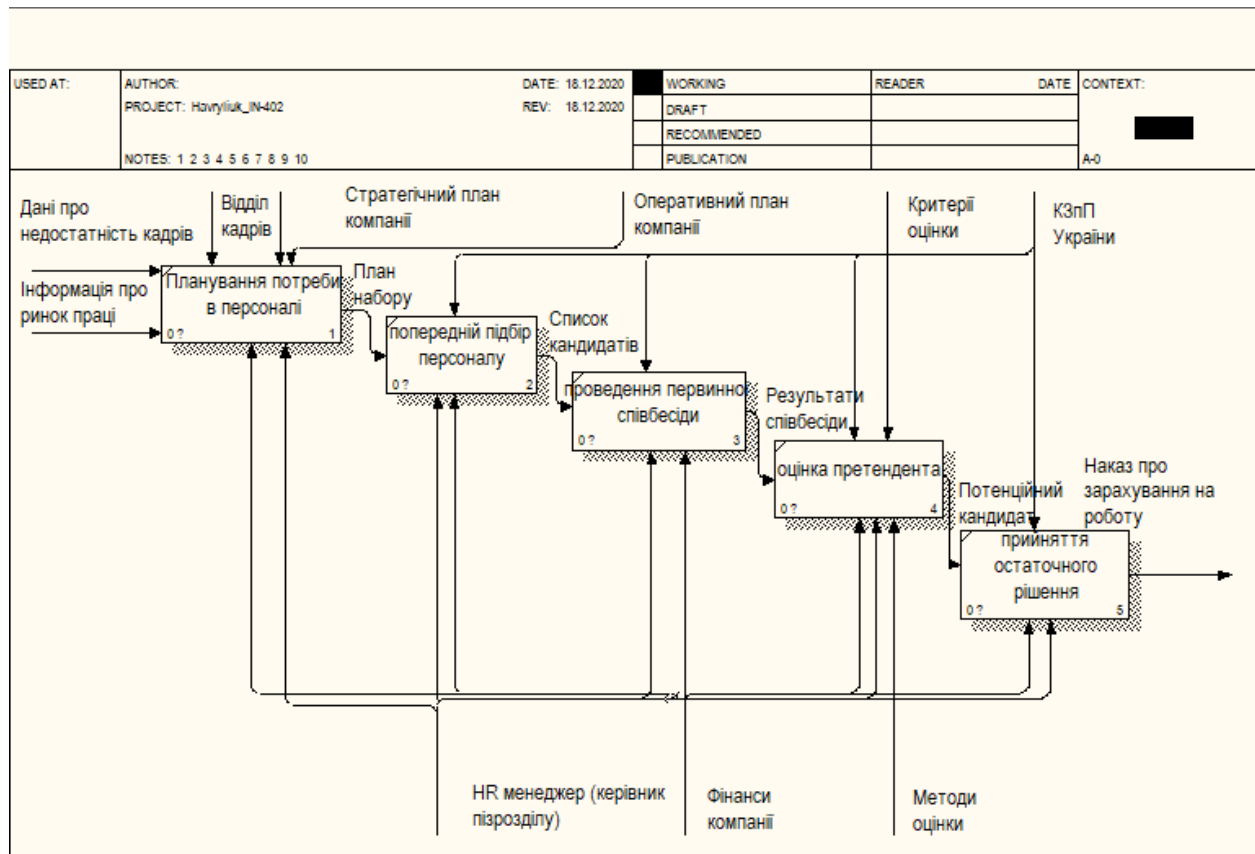 USED AT:
AUTHOR:
DATE: 18.12.2020
PROJECT: Havryliuk_IN-402
REV: 18.12.2020
NOTES: 1 2 3 4 5 6 7 8 9 10
WORKING
DRAFT
RECOMMENDED
PUBLICATION
READER
DATE
CONTEXT:
A-0
Дані про
недостатність кадрів
Відділ
кадрів
Стратегічний план
компанії
Оперативний план
компанії
Критерії
оцінки
КЗпП
України
Інформація про
ринок праці
Планування потреби
в персоналі
0 ?
1
План
набору
попередній підбір
персоналу
0 ?
2
Список
кандидатів
проведення первинно
співбесіди
0 ?
3
Результати
співбесіди
оцінка претендента
0 ?
4
Потенційний
кандидат
прийняття
остаточного
рішення
0 ?
5
Наказ про
зарахування на
роботу
HR менеджер (керівник
пізрозділу)
Фінанси
компанії
Методи
оцінки